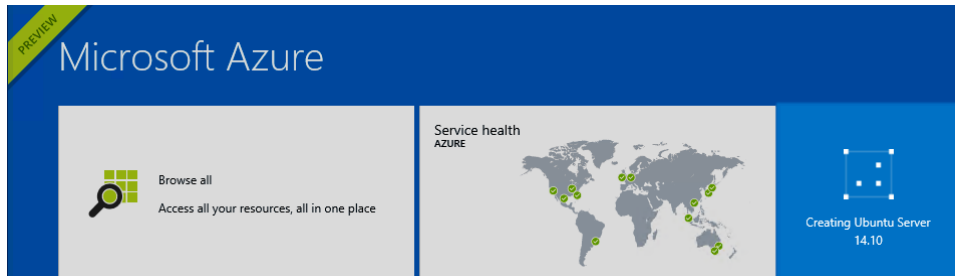 PREVIEW
Microsoft Azure
Browse all
Access all your resources, all in one place
Service health
AZURE
Creating Ubuntu Server
14.10